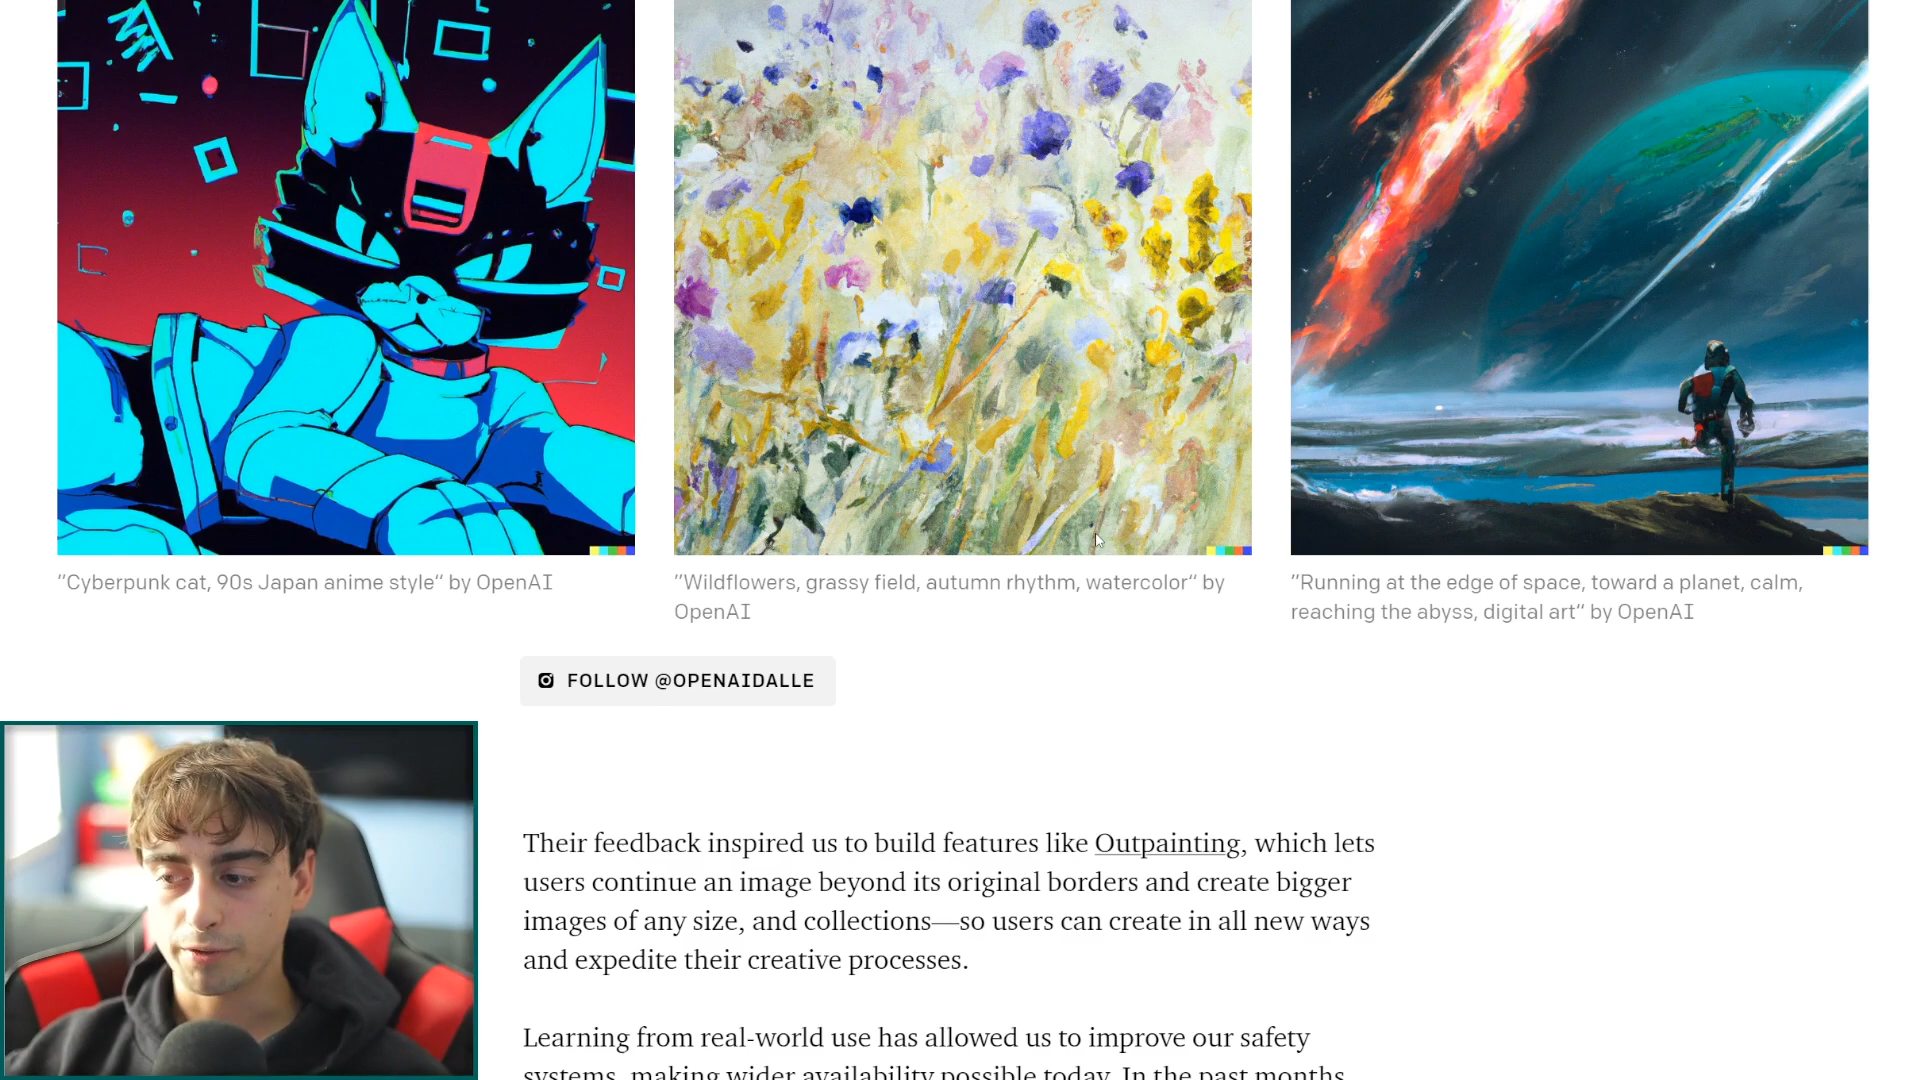 "Cyberpunk cat, 90s Japan anime style" by OpenAI
"Wildflowers, grassy field, autumn rhythm, watercolor" by
OpenAI
"Running at the edge of space, toward a planet, calm,
reaching the abyss, digital art" by OpenAI
FOLLOW @OPENAIDALLE
Their feedback inspired us to build features like Outpainting, which lets
users continue an image beyond its original borders and create bigger
images of any size, and collections—so users can create in all new ways
and expedite their creative processes.
Learning from real-world use has allowed us to improve our safety
systems, making wider availability possible today. In the past months,